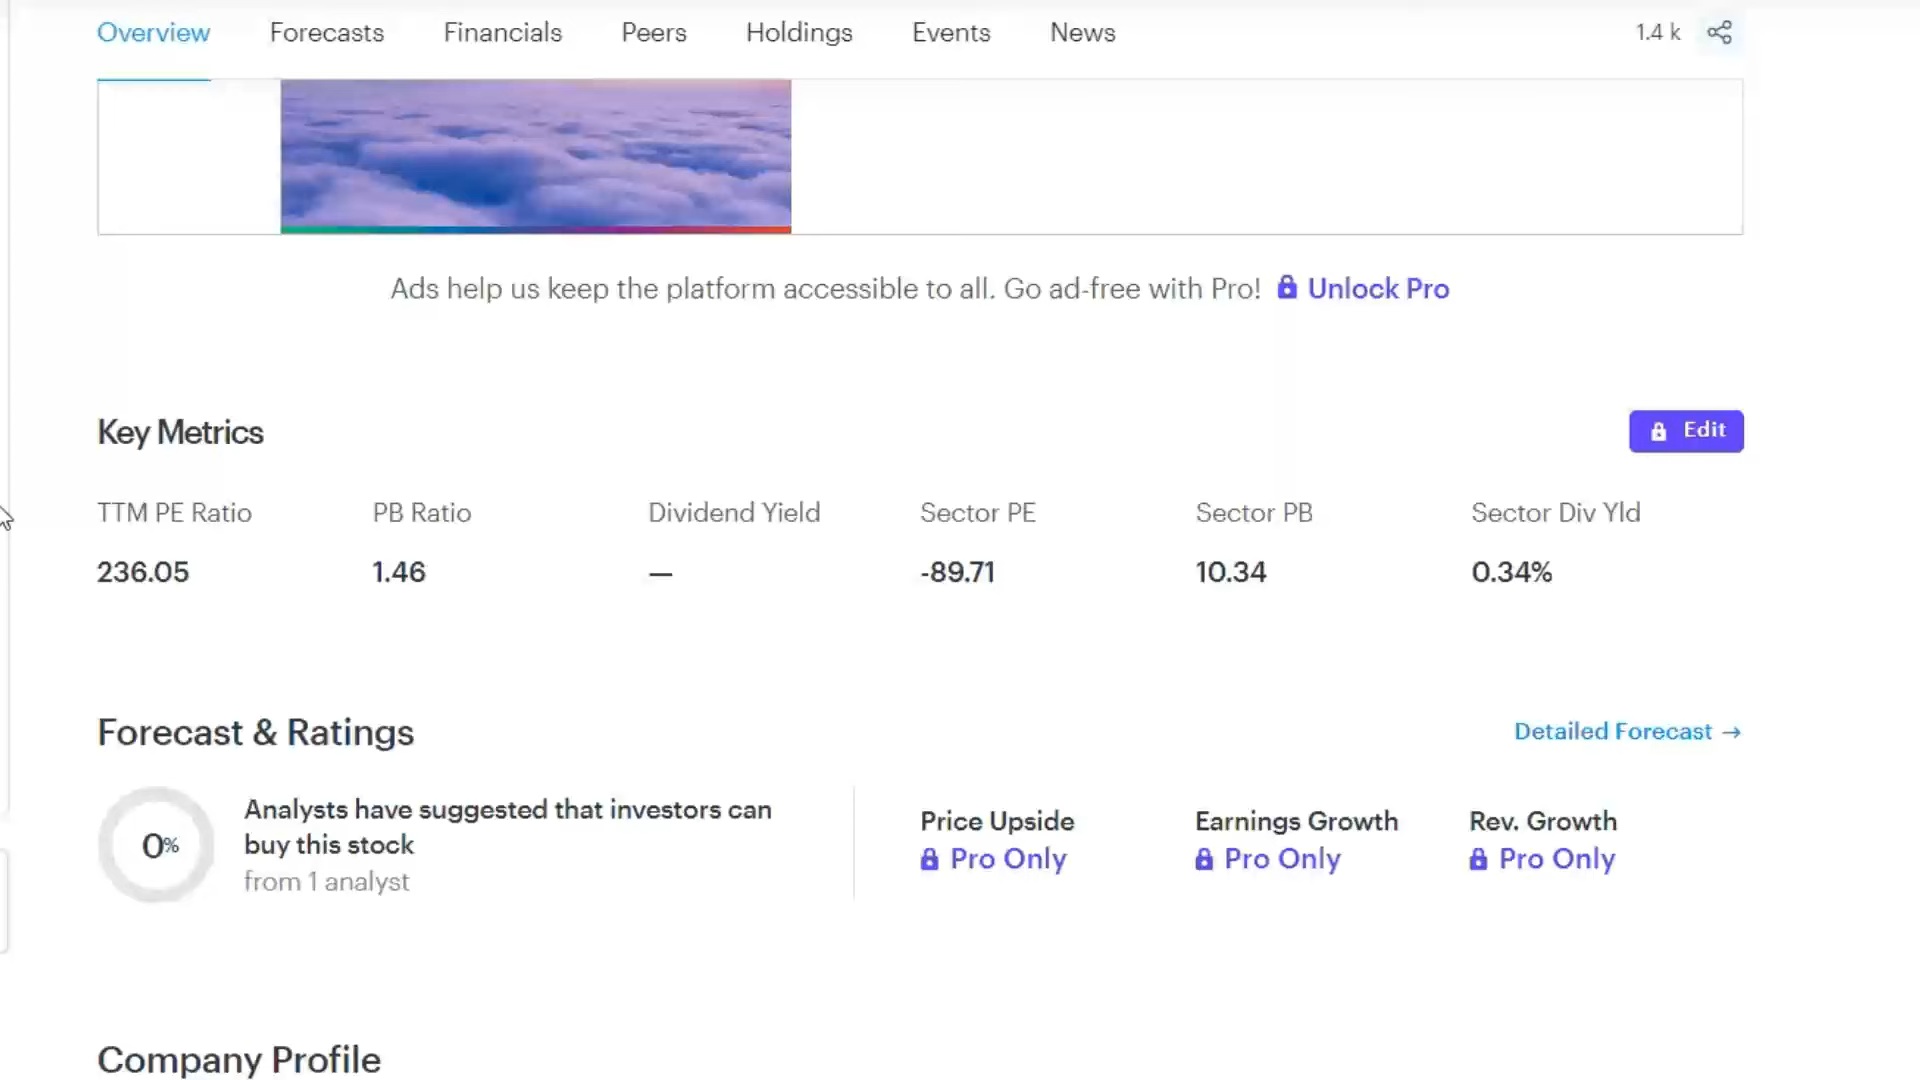 Overview Forecasts Financials Peers Holdings Events News 1.4 k
Ads help us keep the platform accessible to all. Go ad-free with Pro! Unlock Pro
Key Metrics Edit
TTM PE Ratio PB Ratio Dividend Yield Sector PE Sector PB Sector Div Yld
236.05 1.46 — -89.71 10.34 0.34%
Forecast & Ratings Detailed Forecast →
0%
Analysts have suggested that investors can
buy this stock
from 1 analyst
Price Upside Earnings Growth Rev. Growth
Pro Only Pro Only Pro Only
Company Profile